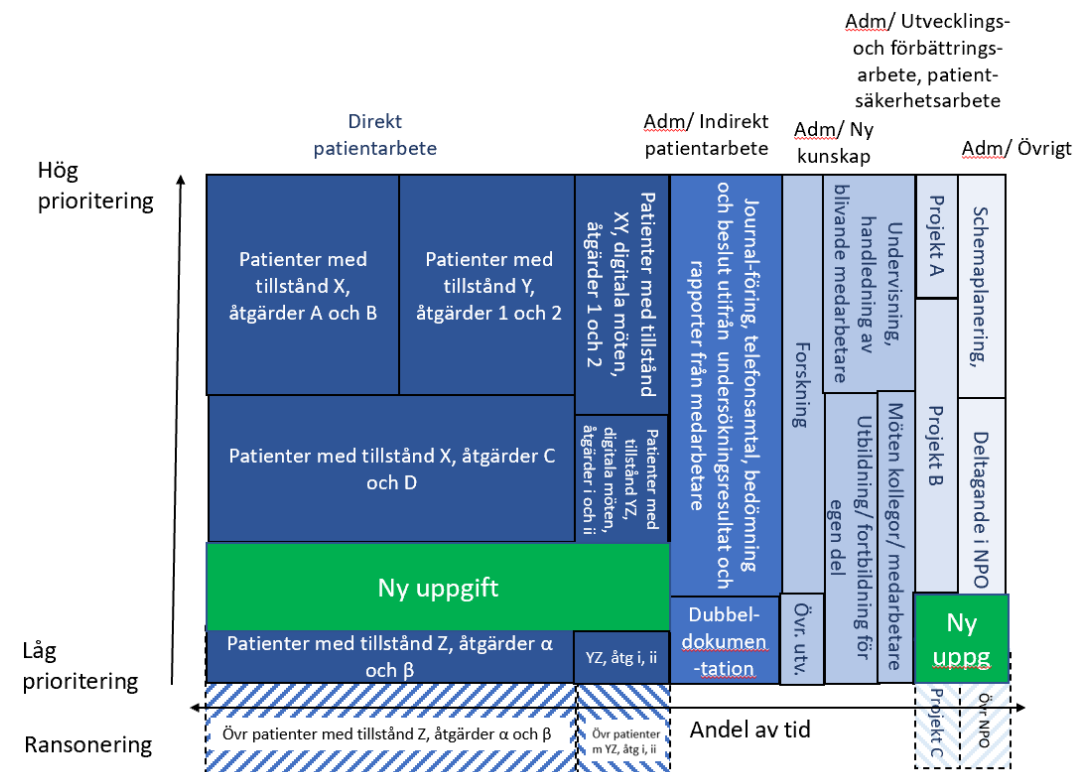 Adm/ Utvecklings-
och förbättrings-
arbete, patient-
säkerhetsarbete
Direkt
patientarbete
Adm/ Indirekt
patientarbete
Adm/ Ny
kunskap
Adm/ Övrigt
Hög
prioritering
Patienter med
tillstånd X,
åtgärder A och B
Patienter med
tillstånd Y,
åtgärder 1 och 2
Patienter med tillstånd
XY, digitala möten,
åtgärder 1 och 2
Journal-föring, telefonsamtal, bedömning
och beslut utifrån undersökningsresultat och
rapporter från medarbetare
Forskning
Undervisning,
handledning av
blivande medarbetare
Projekt A
Schemaplanering,
Patienter med tillstånd X, åtgärder C
och D
Patienter med
tillstånd YZ,
digitala möten,
åtgärder i och ii
Möten kollegor/ medarbetare
Utbildning/ fortbildning för
egen del
Projekt B
Deltagande i NPO
Ny uppgift
Låg
prioritering
Patienter med tillstånd Z, åtgärder α
och β
YZ, åtg i, ii
Dubbel-
dokumen
-tation
Övr. utv.
Ny
uppg
Ransonering
Övr patienter med tillstånd Z, åtgärder α och β
Övr patienter
m YZ, åtg i, ii
Andel av tid
Projekt C
Övr NPO